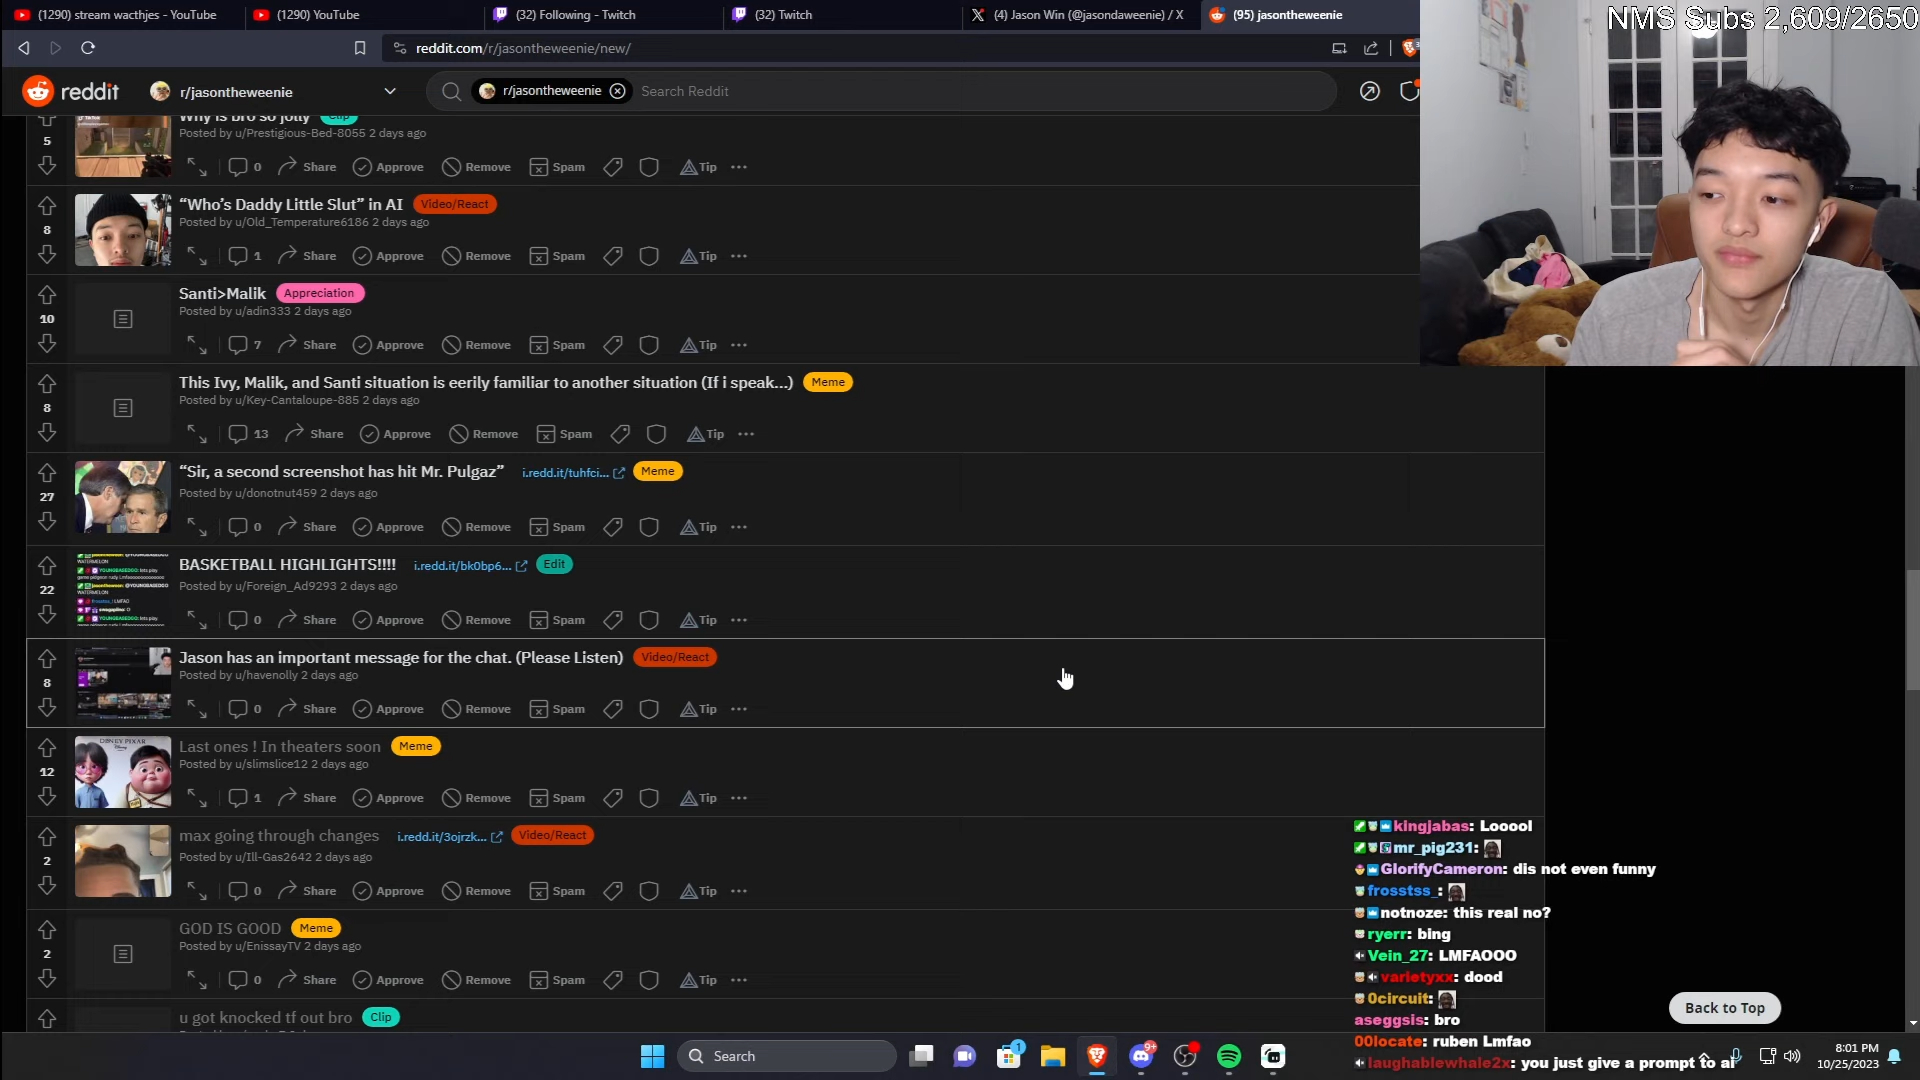 (1290) stream wacthjes - YouTube
(1290) YouTube
(32) Following - Twitch
(32) Twitch
(4) Jason Win (@jasondaweenie) / X
(95) jasontheweenie
NMS Subs 2,609/2650
reddit.com/r/jasontheweenie/new/
reddit
r/jasontheweenie
r/jasontheweenie
Search Reddit
Why is bro so jolly Clip
Posted by u/Prestigious-Bed-8055 2 days ago
5
0 Share Approve Remove Spam Tip
“Who’s Daddy Little Slut” in AI Video/React
Posted by u/Old_Temperature6186 2 days ago
8
1 Share Approve Remove Spam Tip
Santi>Malik Appreciation
Posted by u/adin333 2 days ago
10
7 Share Approve Remove Spam Tip
This Ivy, Malik, and Santi situation is eerily familiar to another situation (If i speak...) Meme
Posted by u/Key-Cantaloupe-885 2 days ago
8
13 Share Approve Remove Spam Tip
“Sir, a second screenshot has hit Mr. Pulgaz” i.redd.it/tuhfci... Meme
Posted by u/donotnut459 2 days ago
27
0 Share Approve Remove Spam Tip
BASKETBALL HIGHLIGHTS!!!! i.redd.it/bk0bp6... Edit
Posted by u/Foreign_Ad9293 2 days ago
22
0 Share Approve Remove Spam Tip
Jason has an important message for the chat. (Please Listen) Video/React
Posted by u/havenolly 2 days ago
8
0 Share Approve Remove Spam Tip
Last ones ! In theaters soon Meme
Posted by u/slimslice12 2 days ago
12
1 Share Approve Remove Spam Tip
max going through changes i.redd.it/3ojrzk... Video/React
Posted by u/Ill-Gas2642 2 days ago
2
0 Share Approve Remove Spam Tip
GOD IS GOOD Meme
Posted by u/EnissayTV 2 days ago
2
0 Share Approve Remove Spam Tip
u got knocked tf out bro Clip
kingjabas: Looool
mr_pig231:
GlorifyCameron: dis not even funny
frosstss_:
notnoze: this real no?
ryerr: bing
Vein_27: LMFAOOO
varietyxx: dood
0circuit:
aseggsis: bro
00locate: ruben Lmfao
laughablewhale2x: you just give a prompt to ai
Back to Top
Search
1
9+
8:01 PM
10/25/2023